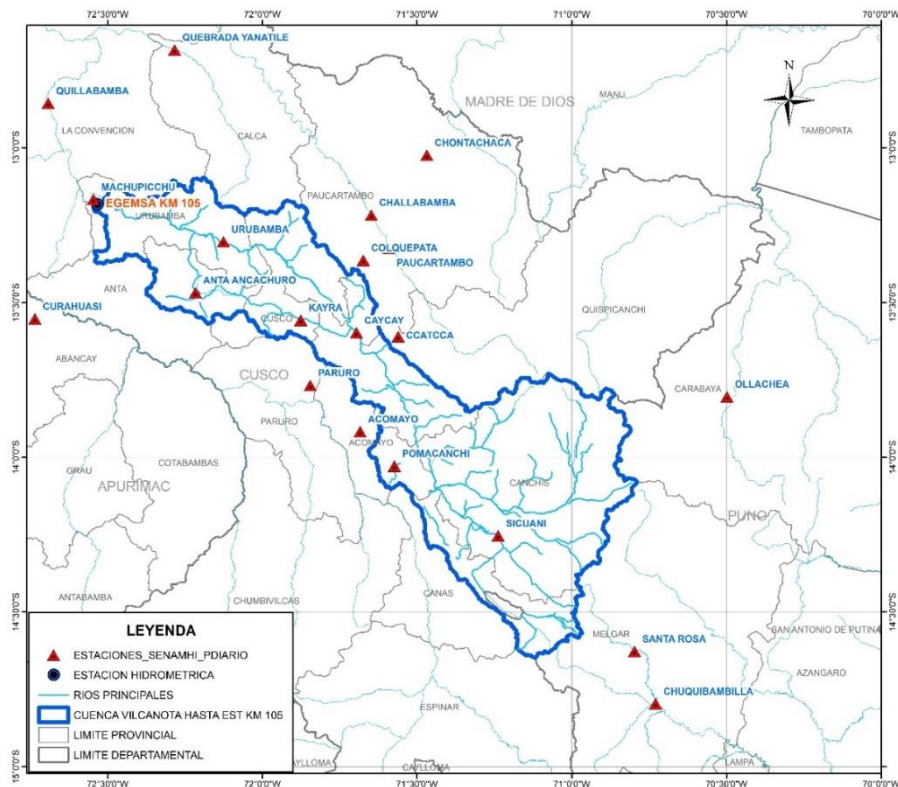 72°30'0"W
72°0'0"W
71°30'0"W
71°0'0"W
70°30'0"W
70°0'0"W
QUEBRADA YANATILE
N
QUILLABAMBA
MADRE DE DIOS
MANU
LA CONVENCION
CALCA
TAMBOPATA
13°0'0"S
13°0'0"S
CHONTACHACA
MACHUPICCHU
PAUCARTAMBO
EGEMSA KM 105
CHALLABAMBA
URUBAMBA
URUBAMBA
COLQUEPATA
PAUCARTAMBO
ANTA
ANTA ANCACHURO
13°30'0"S
13°30'0"S
CURAHUASI
KAYRA
QUISPICANCHI
CUSCO
CAYCAY
CCATCCA
ABANCAY
CUSCO
PARURO
CARABAYA
OLLACHEA
PARURO
ACOMAYO
ACOMAYO
14°0'0"S
14°0'0"S
GRAU
COTABAMBAS
POMACANCHI
APURIMAC
CANCHIS
PUNO
SICUANI
ANTABAMBA
CHUMBIVILCAS
CANAS
14°30'0"S
14°30'0"S
MELGAR
SAN ANTONIO DE PUTINA
SANTA ROSA
AZANGARO
CHUQUIBAMBILLA
ESPINAR
LEYENDA
ESTACIONES_SENAMHI_PDIARIO
ESTACION HIDROMETRICA
RIOS PRINCIPALES
CUENCA VILCANOTA HASTA EST KM 105
LIMITE PROVINCIAL
LIMITE DEPARTAMENTAL
CAYLLOMA
LAMPA
15°0'0"S
15°0'0"S
72°30'0"W
72°0'0"W
71°30'0"W
71°0'0"W
70°30'0"W
70°0'0"W